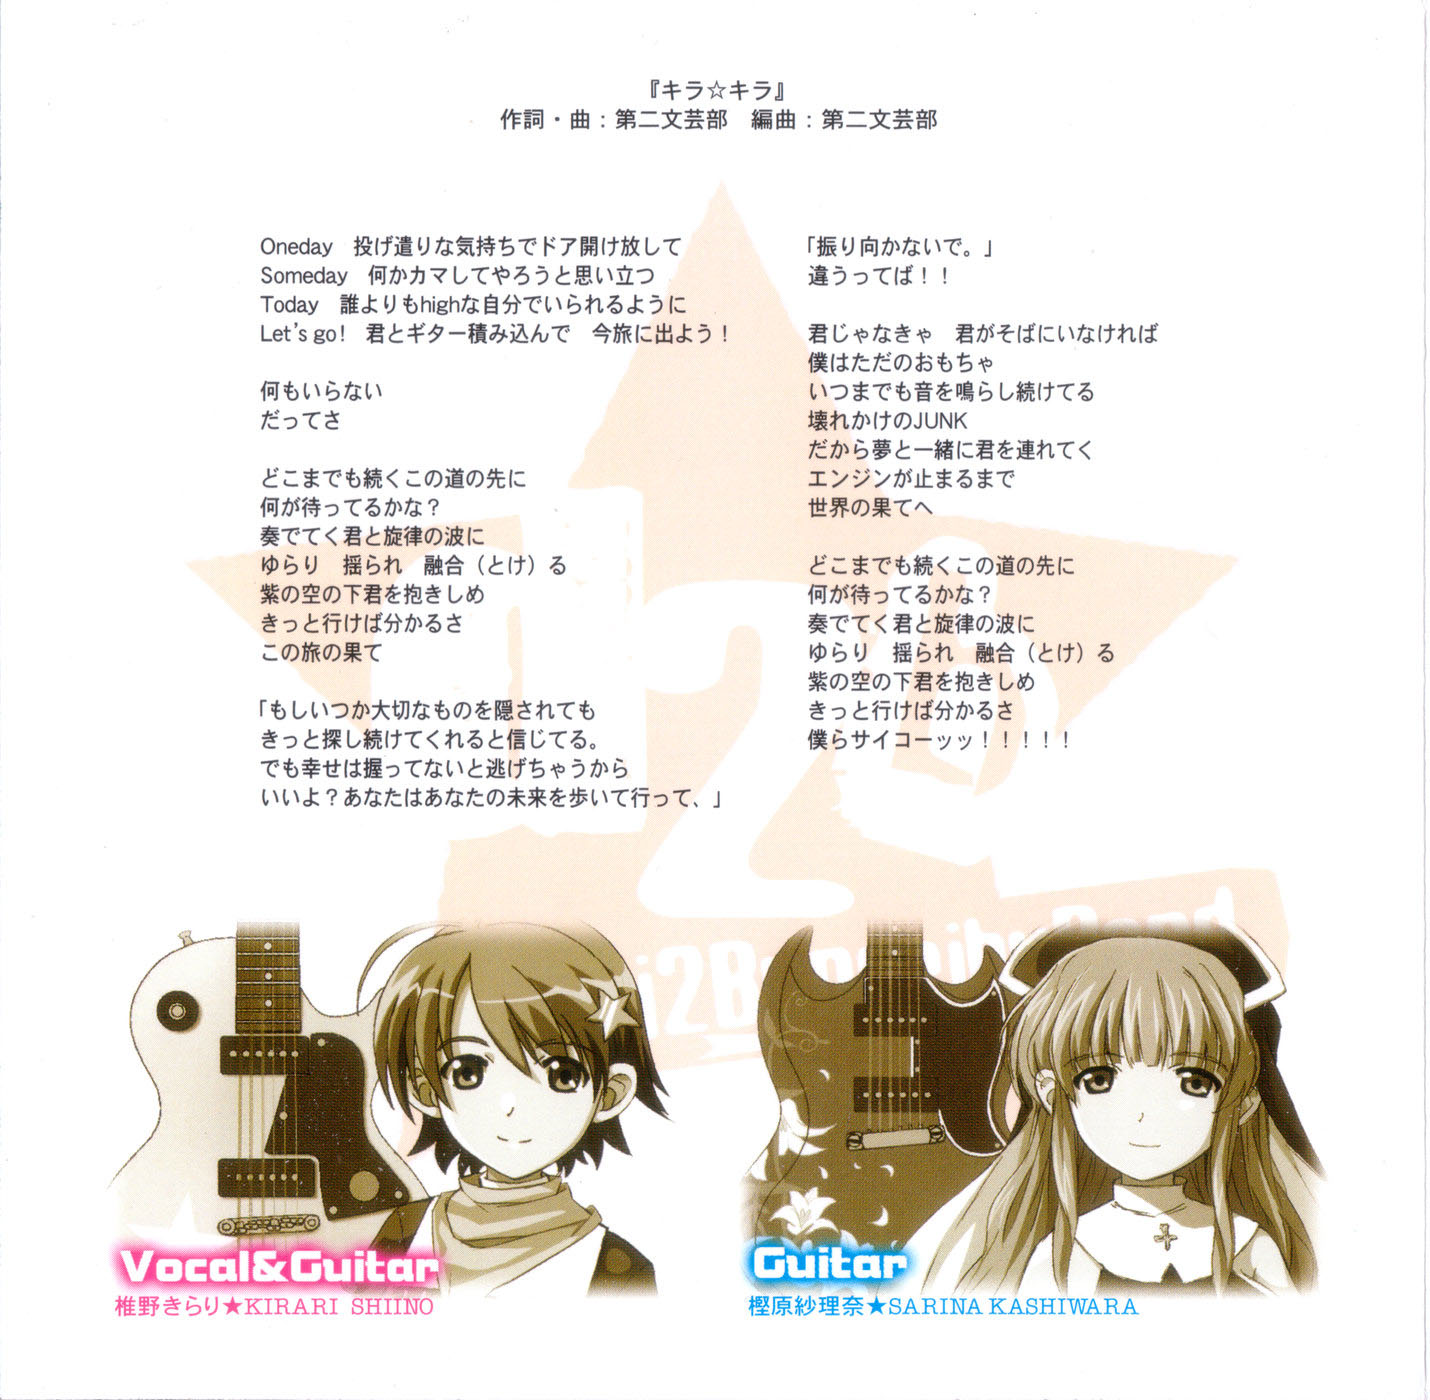 『キラ☆キラ』
作詞・曲：第二文芸部　編曲：第二文芸部
Oneday　投げ遣りな気持ちでドア開け放して
Someday　何かカマしてやろうと思い立つ
Today　誰よりもhighな自分でいられるように
Let's go!　君とギター積み込んで　今旅に出よう！
何もいらない
だってさ
どこまでも続くこの道の先に
何が待ってるかな？
奏でてく君と旋律の波に
ゆらり　揺られ　融合（とけ）る
紫の空の下君を抱きしめ
きっと行けば分かるさ
この旅の果て
「もしいつか大切なものを隠されても
きっと探し続けてくれると信じてる。
でも幸せは握ってないと逃げちゃうから
いいよ？あなたはあなたの未来を歩いて行って、」
「振り向かないで。」
違うってば！！
君じゃなきゃ　君がそばにいなければ
僕はただのおもちゃ
いつまでも音を鳴らし続けてる
壊れかけのJUNK
だから夢と一緒に君を連れてく
エンジンが止まるまで
世界の果てへ
どこまでも続くこの道の先に
何が待ってるかな？
奏でてく君と旋律の波に
ゆらり　揺られ　融合（とけ）る
紫の空の下君を抱きしめ
きっと行けば分かるさ
僕らサイコーッッ！！！！！
d2b
Vocal&Guitar
椎野きらり★KIRARI SHIINO
Guitar
樫原紗理奈★SARINA KASHIWARA